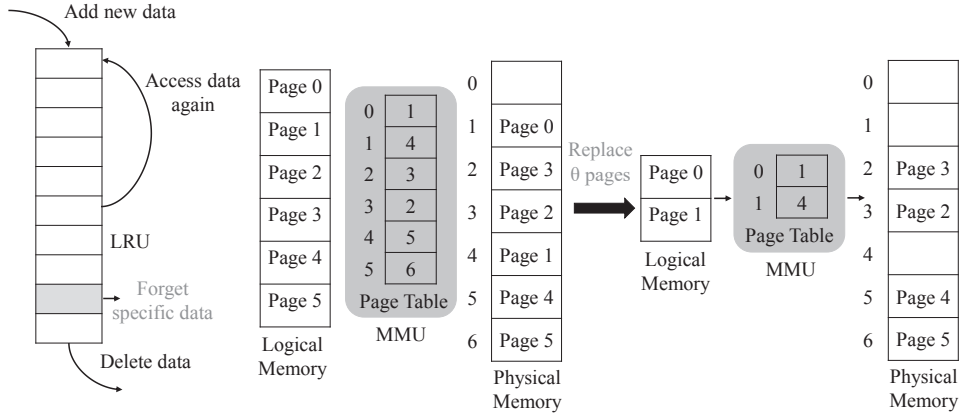 Add new data
Access data
again
LRU
Forget
specific data
Delete data
Page 0
Page 1
Page 2
Page 3
Page 4
Page 5
Logical
Memory
0 1
1 4
2 3
3 2
4 5
5 6
Page Table
MMU
0
1 Page 0
2 Page 3
3 Page 2
4 Page 1
5 Page 4
6 Page 5
Physical
Memory
Replace
θ pages
Page 0
Page 1
Logical
Memory
0 1
1 4
Page Table
MMU
0
1
2 Page 3
3 Page 2
4
5 Page 4
6 Page 5
Physical
Memory